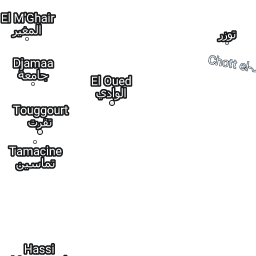 El M'Ghair
المغير
توزر
Djamaa
جامعة
Chott el-
El Oued
الوادي
Touggourt
تقرت
Tamacine
تماسين
Hassi